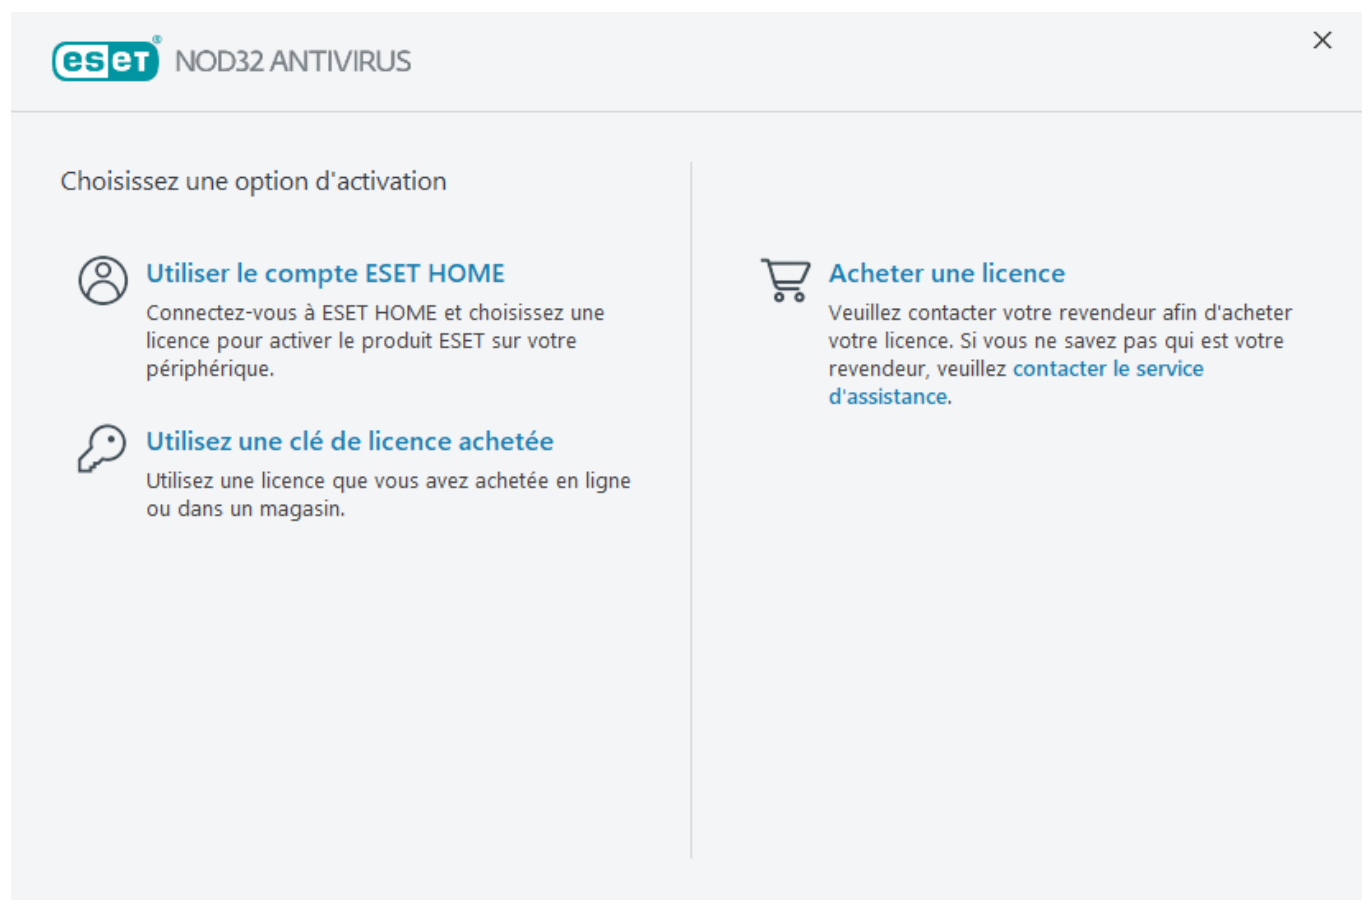 eset® NOD32 ANTIVIRUS
Choisissez une option d'activation
Utiliser le compte ESET HOME
Connectez-vous à ESET HOME et choisissez une
licence pour activer le produit ESET sur votre
périphérique.
Utilisez une clé de licence achetée
Utilisez une licence que vous avez achetée en ligne
ou dans un magasin.
Acheter une licence
Veuillez contacter votre revendeur afin d'acheter
votre licence. Si vous ne savez pas qui est votre
revendeur, veuillez contacter le service
d'assistance.